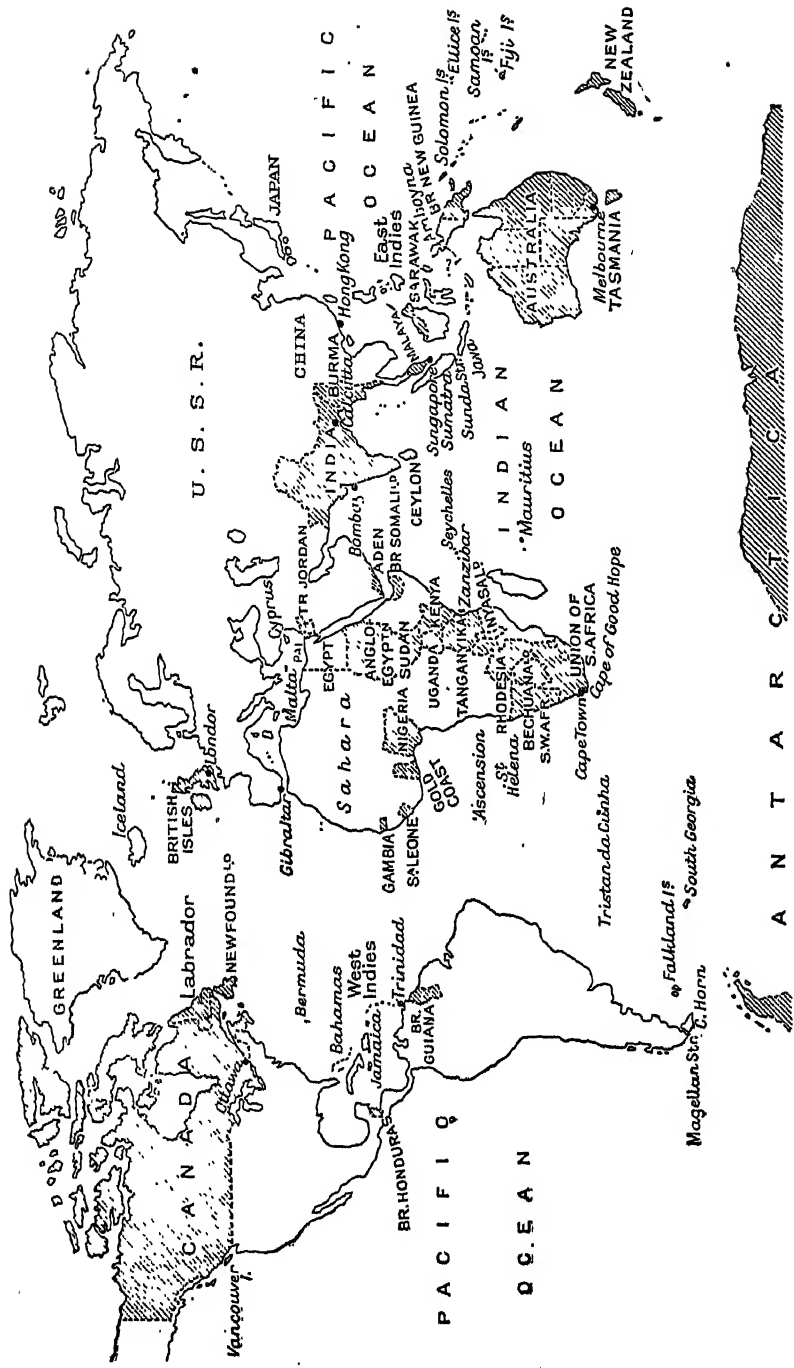 GREENLAND
Iceland
U. S. S. R.
CANADA
Labrador
NEWFOUNDLD
Ottawa
Vancouver
I.
BRITISH
ISLES
London
Gibraltar
Malta
Cyprus
PAL
TR JORDAN
CHINA
JAPAN
PACIFIC
OCEAN
Bermuda
Bahamas
West
Indies
Jamaica
Trinidad
BR. HONDURAS
BR.
GUIANA
Sahara
EGYPT
ANGLO
EGYPTN
SUDAN
ADEN
BR SOMALILD
GAMBIA
S.LEONE
GOLD
COAST
NIGERIA
UGANDA
KENYA
TANGANYIKA
Zanzibar
NYASALD
RHODESIA
BECHUANAD
S.W.AFR
UNION OF
S.AFRICA
Cape Town
Cape of Good Hope
Ascension
St
Helena
Tristan da Cunha
Seychelles
Mauritius
INDIA
Bombay
Calcutta
BURMA
CEYLON
Hong Kong
East
Indies
MALAYA
SARAWAK
Singapore
Sumatra
Sunda Str
Java
BR NEW GUINEA
Solomon Is
Ellice Is
Samoan
Is
Fiji Is
INDIAN
OCEAN
AUSTRALIA
Melbourne
TASMANIA
NEW
ZEALAND
PACIFIC
OCEAN
Magellan Str.
C. Horn
Falkland Is
South Georgia
ANTARCTICA